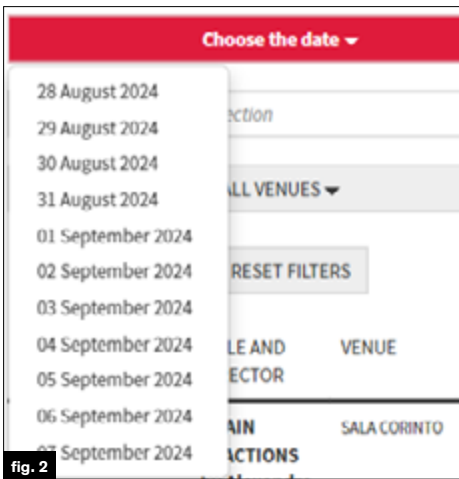 Choose the date
28 August 2024
29 August 2024
ection
30 August 2024
31 August 2024
ALL VENUES
01 September 2024
02 September 2024
RESET FILTERS
03 September 2024
04 September 2024
LE AND
VENUE
05 September 2024
ECTOR
06 September 2024
AIN
SALA CORINTO
07 September 2024
ACTIONS
fig. 2